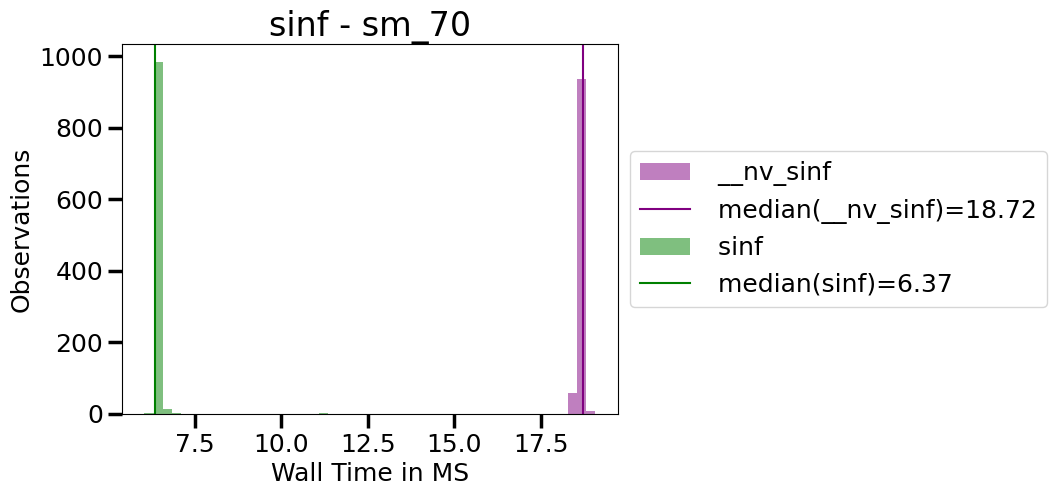 sinf - sm_70
1000
800
600
400
200
0
Observations
7.5 10.0 12.5 15.0 17.5
Wall Time in MS
__nv_sinf
median(__nv_sinf)=18.72
sinf
median(sinf)=6.37